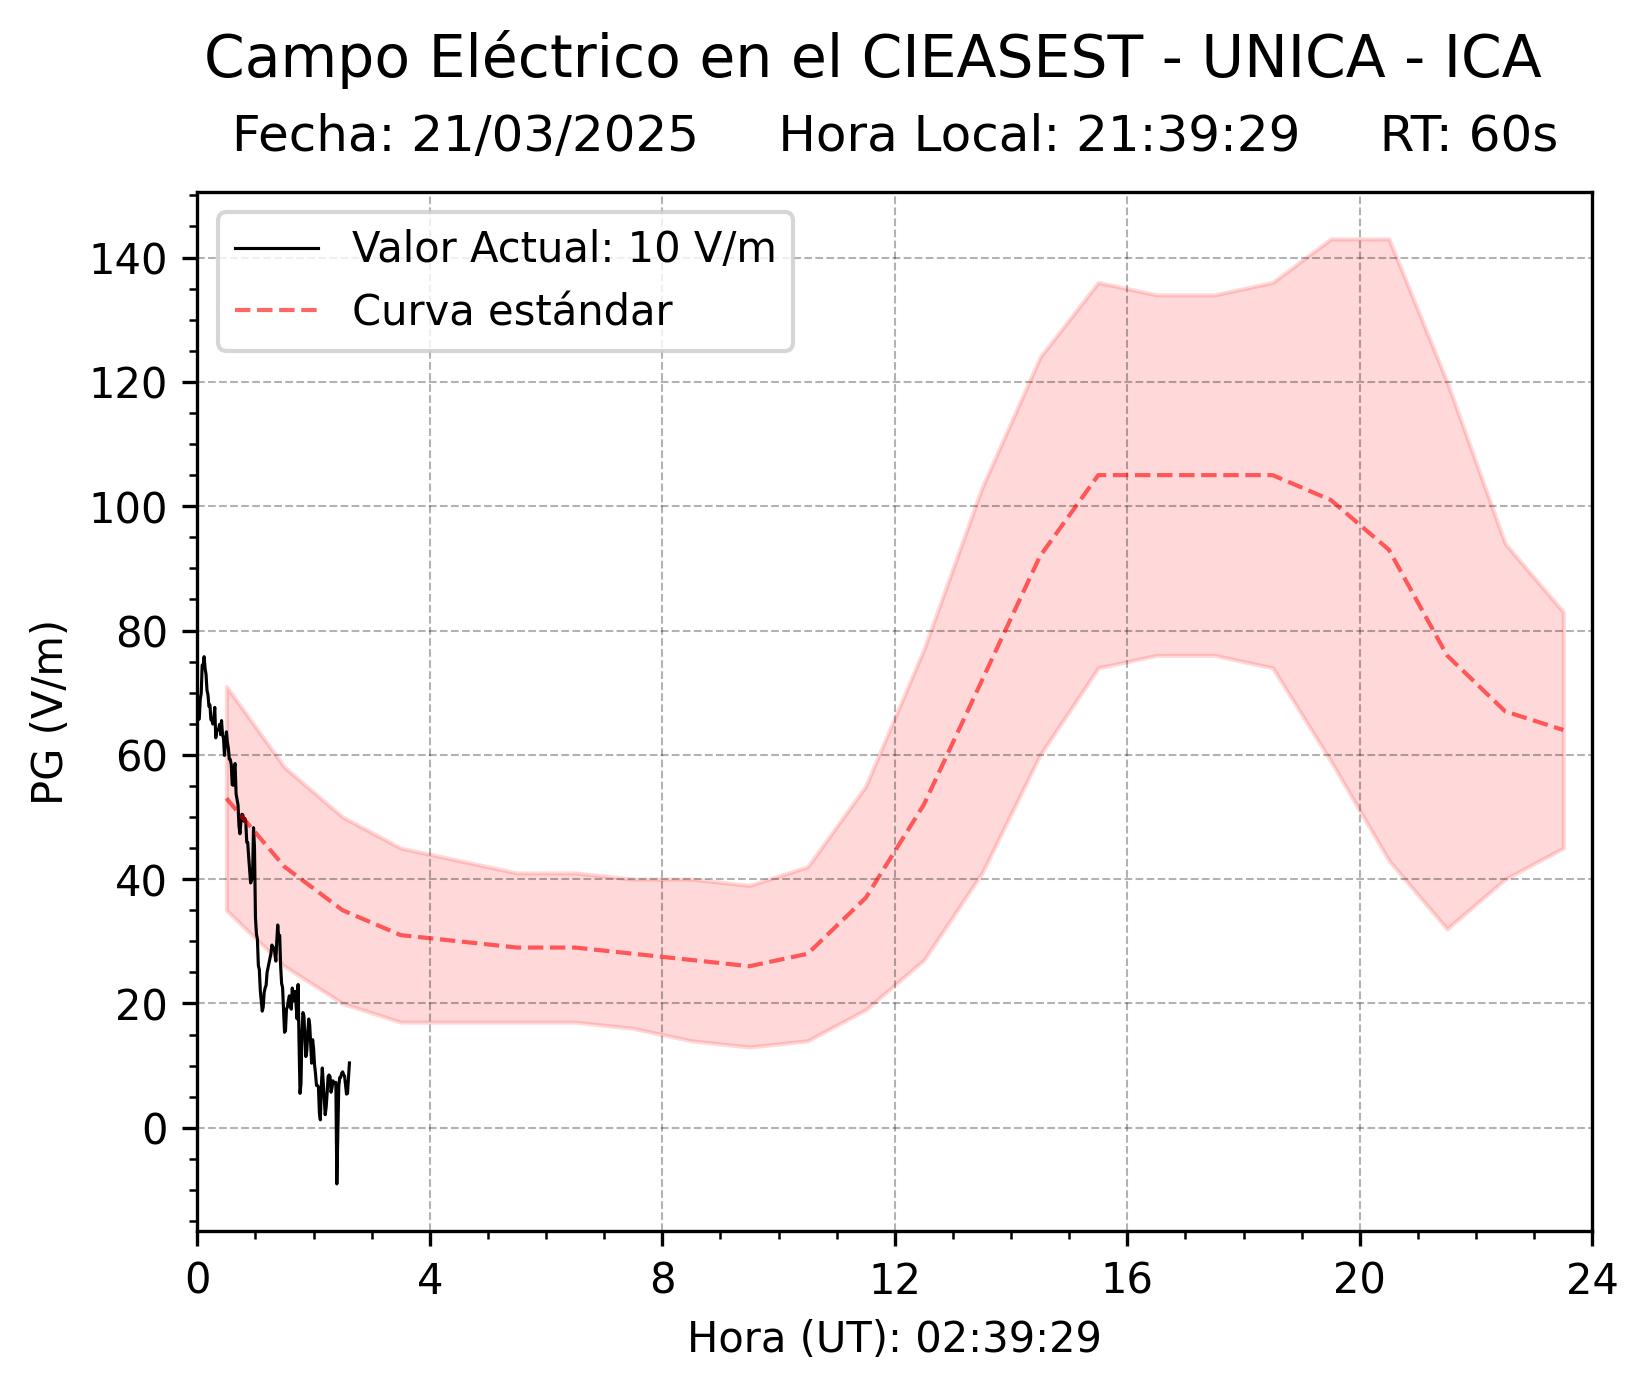 Campo Eléctrico en el CIEASEST - UNICA - ICA
Fecha: 21/03/2025 Hora Local: 21:39:29 RT: 60s
Valor Actual: 10 V/m
Curva estándar
PG (V/m)
140
120
100
80
60
40
20
0
0 4 8 12 16 20 24
Hora (UT): 02:39:29